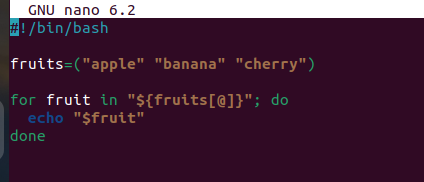 GNU nano 6.2
#!/bin/bash
fruits=("apple" "banana" "cherry")
for fruit in "${fruits[@]}"; do
  echo "$fruit"
done